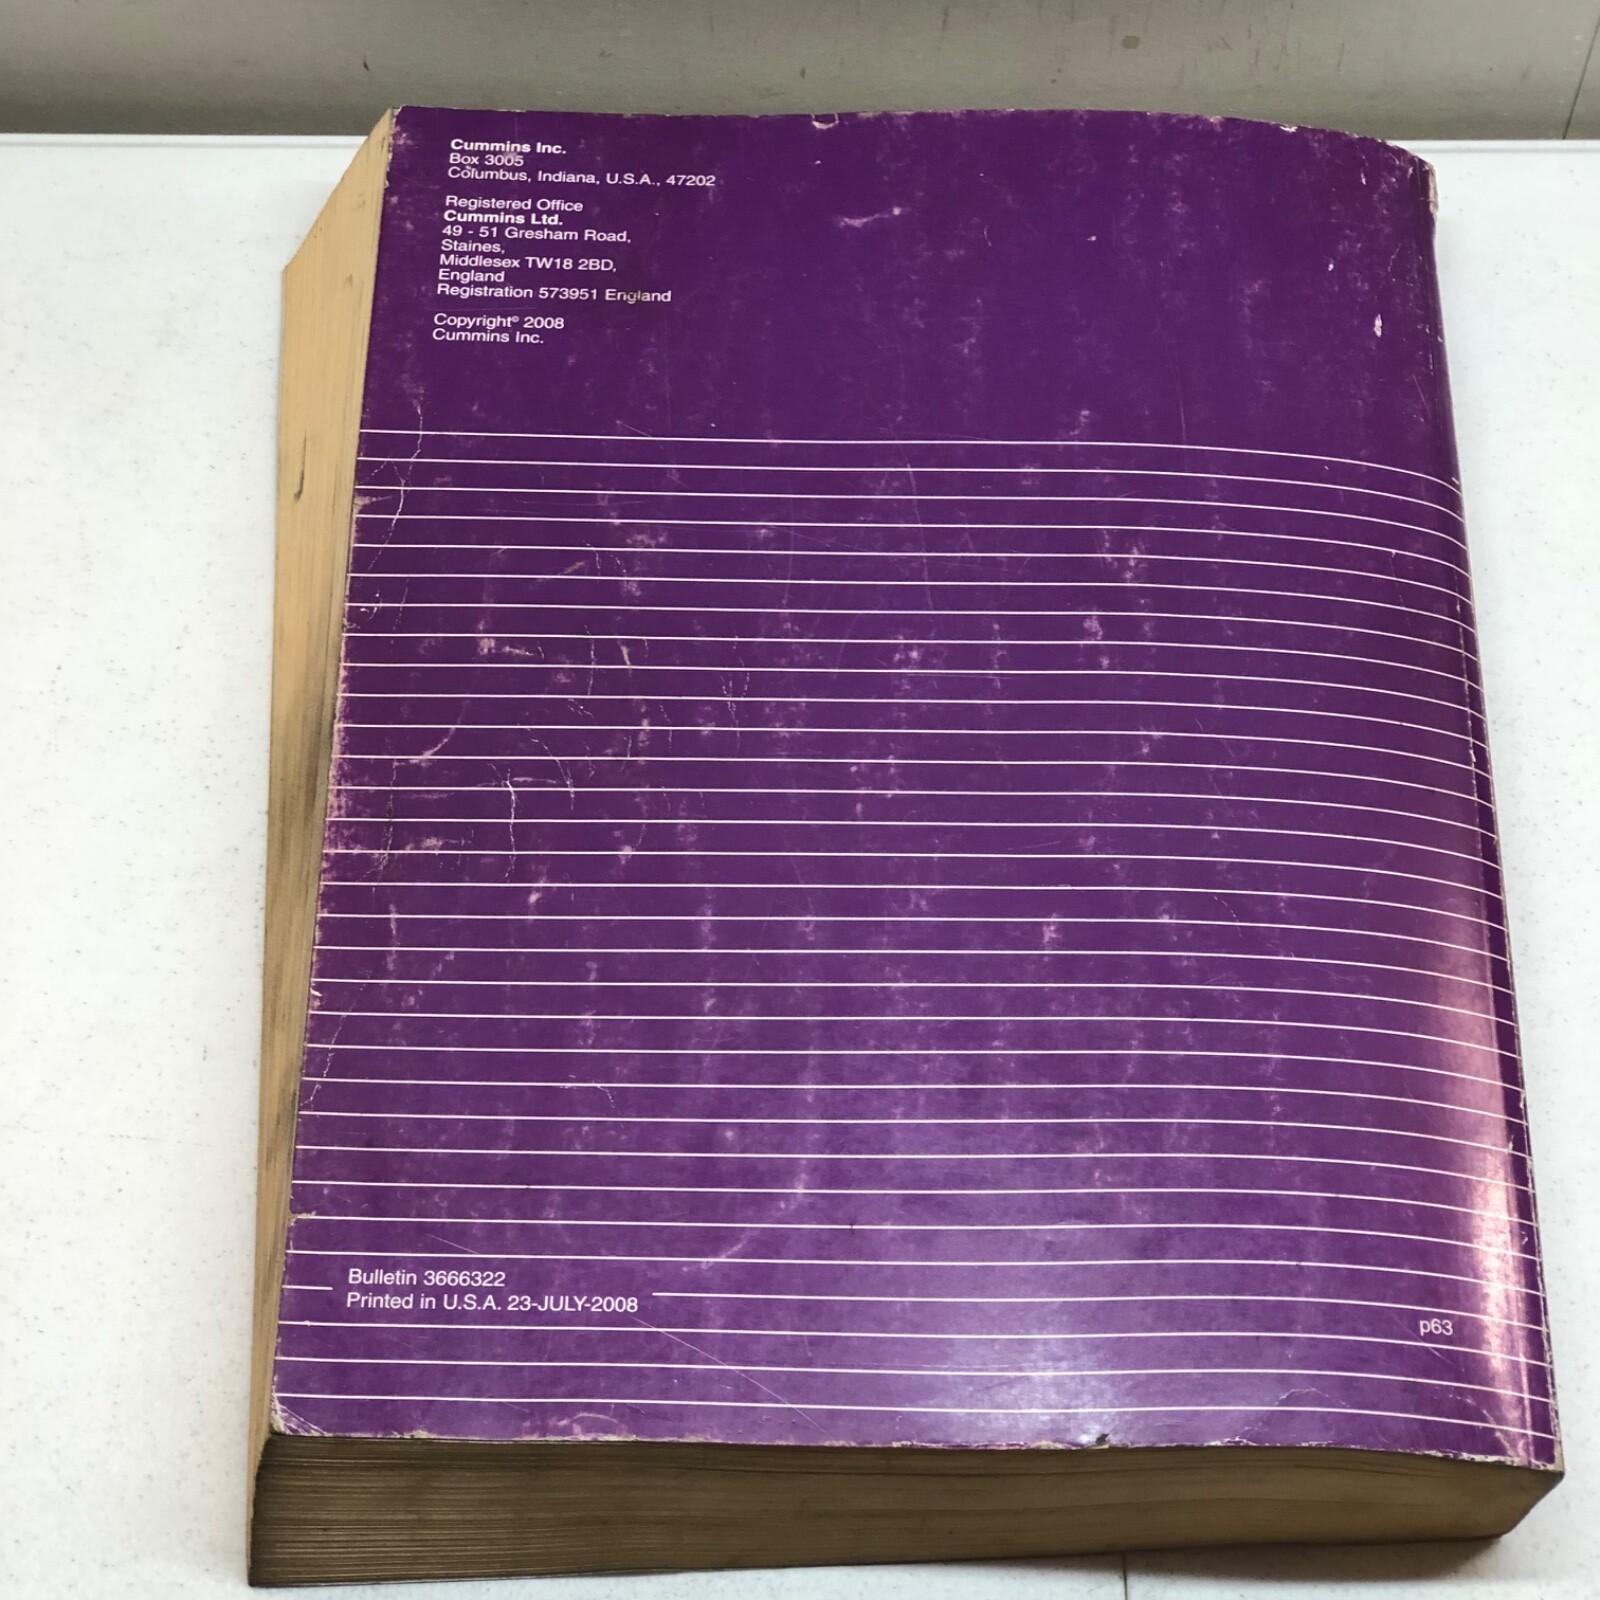 Cummins Inc.
Box 3005
Columbus, Indiana, U.S.A., 47202
Registered Office
Cummins Ltd.
49 - 51 Gresham Road,
Staines,
Middlesex TW18 2BD,
England
Registration 573951 England
Copyright© 2008
Cummins Inc.
Bulletin 3666322
Printed in U.S.A. 23-JULY-2008
p63